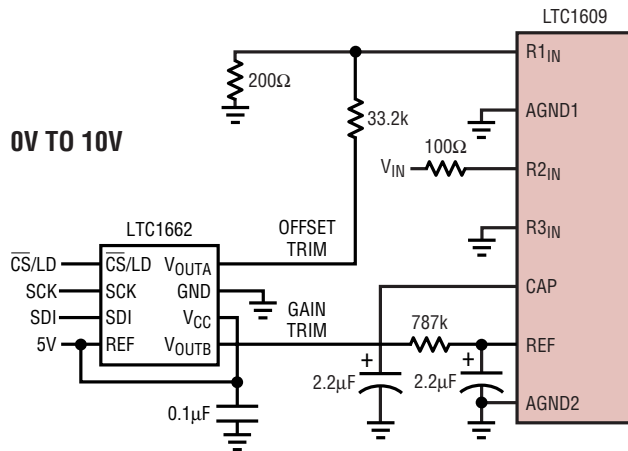 LTC1609
R1IN
200Ω
AGND1
33.2k
0V TO 10V
100Ω
VIN
R2IN
LTC1662
OFFSET
TRIM
R3IN
C̅S̅/LD
C̅S̅/LD
VOUTA
SCK
SCK
GND
CAP
SDI
SDI
VCC
GAIN
TRIM
787k
5V
REF
VOUTB
REF
+
+
2.2µF
2.2µF
0.1µF
AGND2